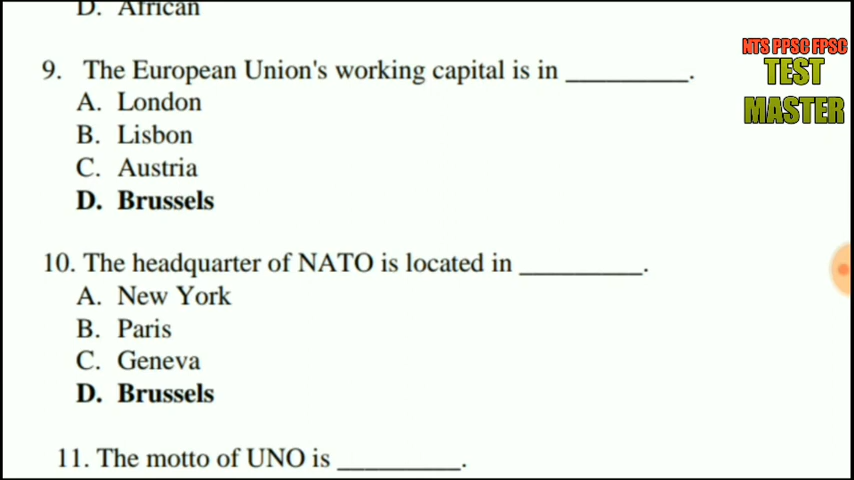 D. African
NTS PPSC FPSC
TEST
MASTER
9. The European Union's working capital is in _________.
A. London
B. Lisbon
C. Austria
D. Brussels
10. The headquarter of NATO is located in _________.
A. New York
B. Paris
C. Geneva
D. Brussels
11. The motto of UNO is _________.